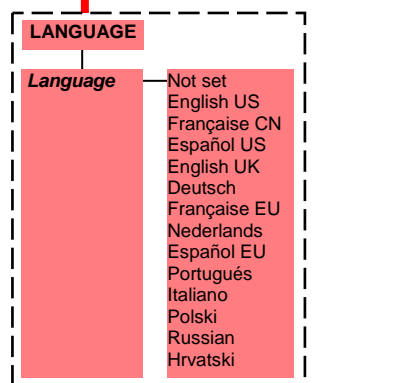 LANGUAGE
Language
Not set
English US
Française CN
Español US
English UK
Deutsch
Française EU
Nederlands
Español EU
Portugués
Italiano
Polski
Russian
Hrvatski